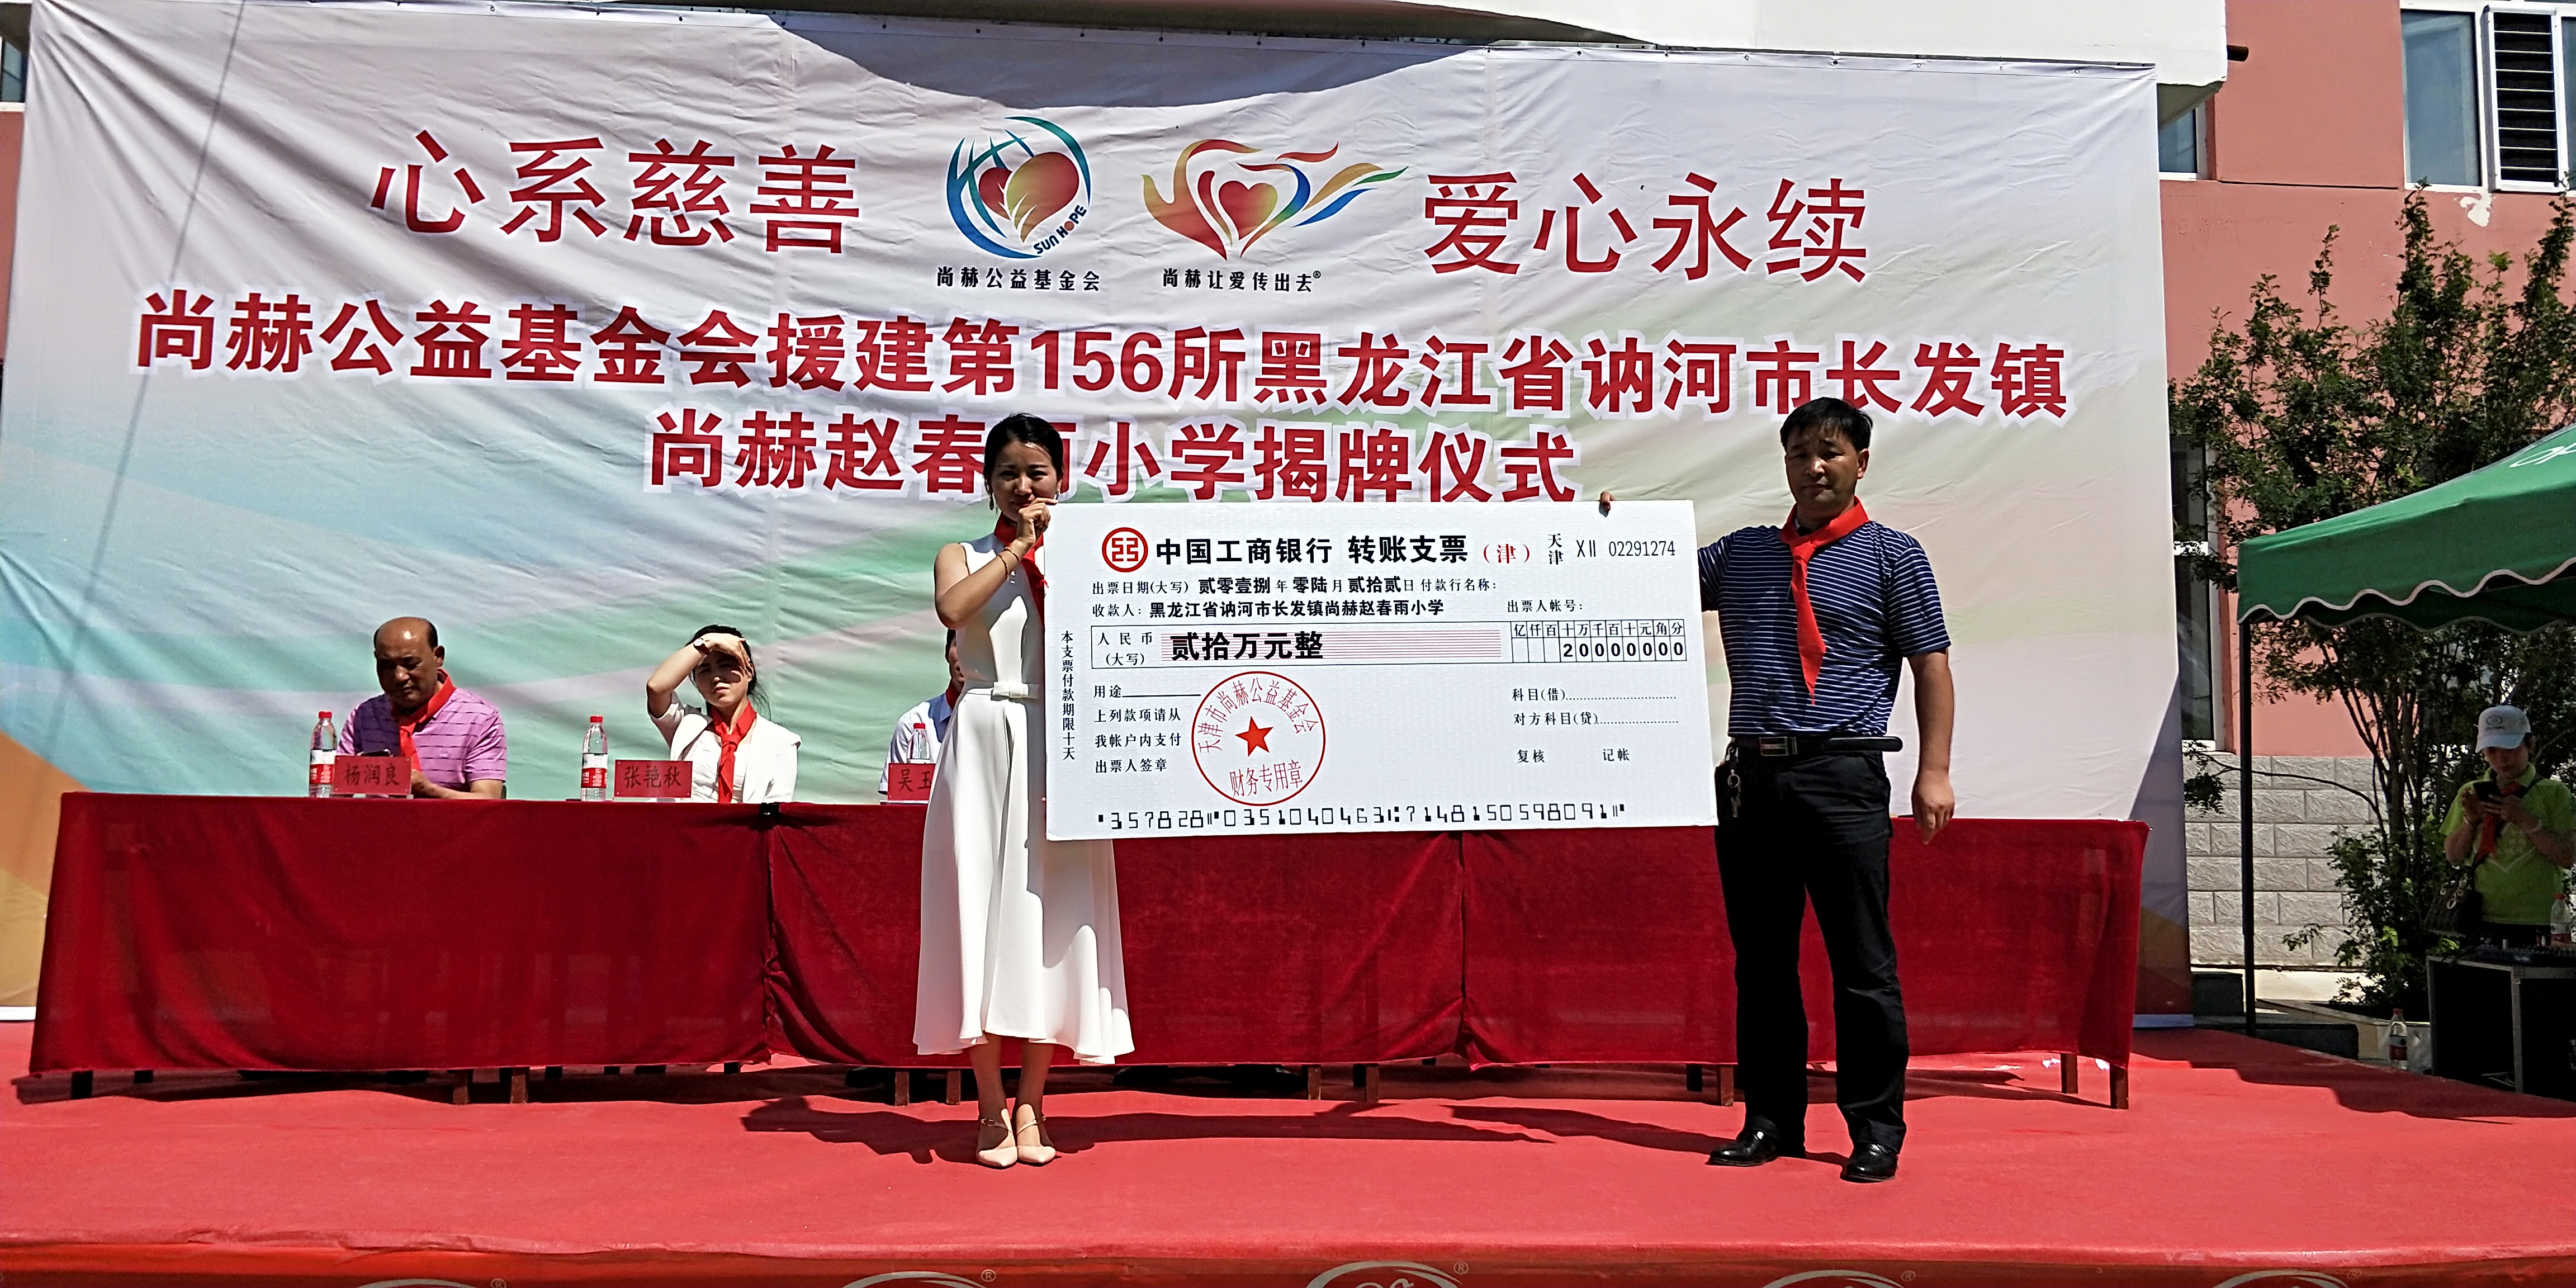 心系慈善
SUN HOPE
尚赫公益基金会
尚赫让爱传出去®
爱心永续
尚赫公益基金会援建第156所黑龙江省讷河市长发镇
尚赫赵春雨小学揭牌仪式
中国工商银行 转账支票 (津) 天津 XII 02291274
出票日期(大写) 贰零壹捌 年 零陆 月 贰拾贰 日 付款行名称:
收款人: 黑龙江省讷河市长发镇尚赫赵春雨小学 出票人帐号:
人民币(大写) 贰拾万元整
亿仟百十万千百十元角分
20000000
本支票付款期限十天
用途
上列款项请从
我帐户内支付
出票人签章
天津市尚赫公益基金会
财务专用章
科目(借)
对方科目(贷)
复核 记帐
⑈357828⑈0351040463⑆714815059809 1⑈
杨润良
张艳秋
吴